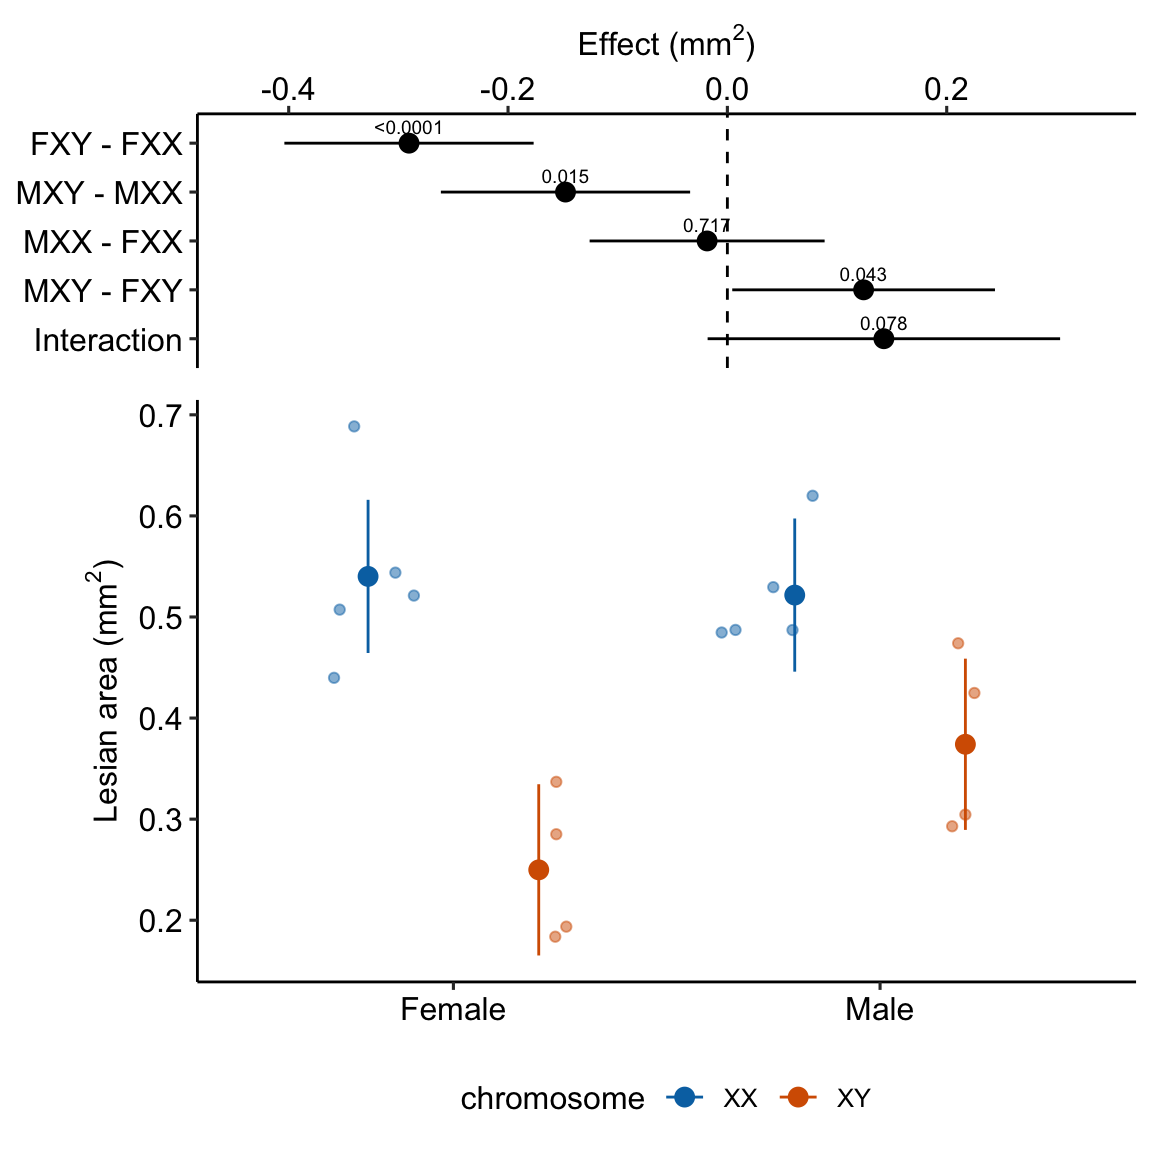 Effect (mm²)
-0.4 -0.2 0.0 0.2
FXY - FXX <0.0001
MXY - MXX 0.015
MXX - FXX 0.717
MXY - FXY 0.043
Interaction 0.078
Lesian area (mm²)
0.7
0.6
0.5
0.4
0.3
0.2
Female Male
chromosome XX XY